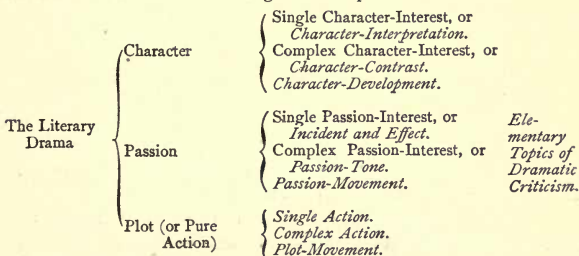 Single Character-Interest, or
Character-Interpretation.
Character
Complex Character-Interest, or
Character-Contrast.
Character-Development.
The Literary
Drama
Single Passion-Interest, or
Incident and Effect.
Passion
Complex Passion-Interest, or
Passion-Tone.
Passion-Movement.
Ele-
mentary
Topics of
Dramatic
Criticism.
Plot (or Pure
Action)
Single Action.
Complex Action.
Plot-Movement.